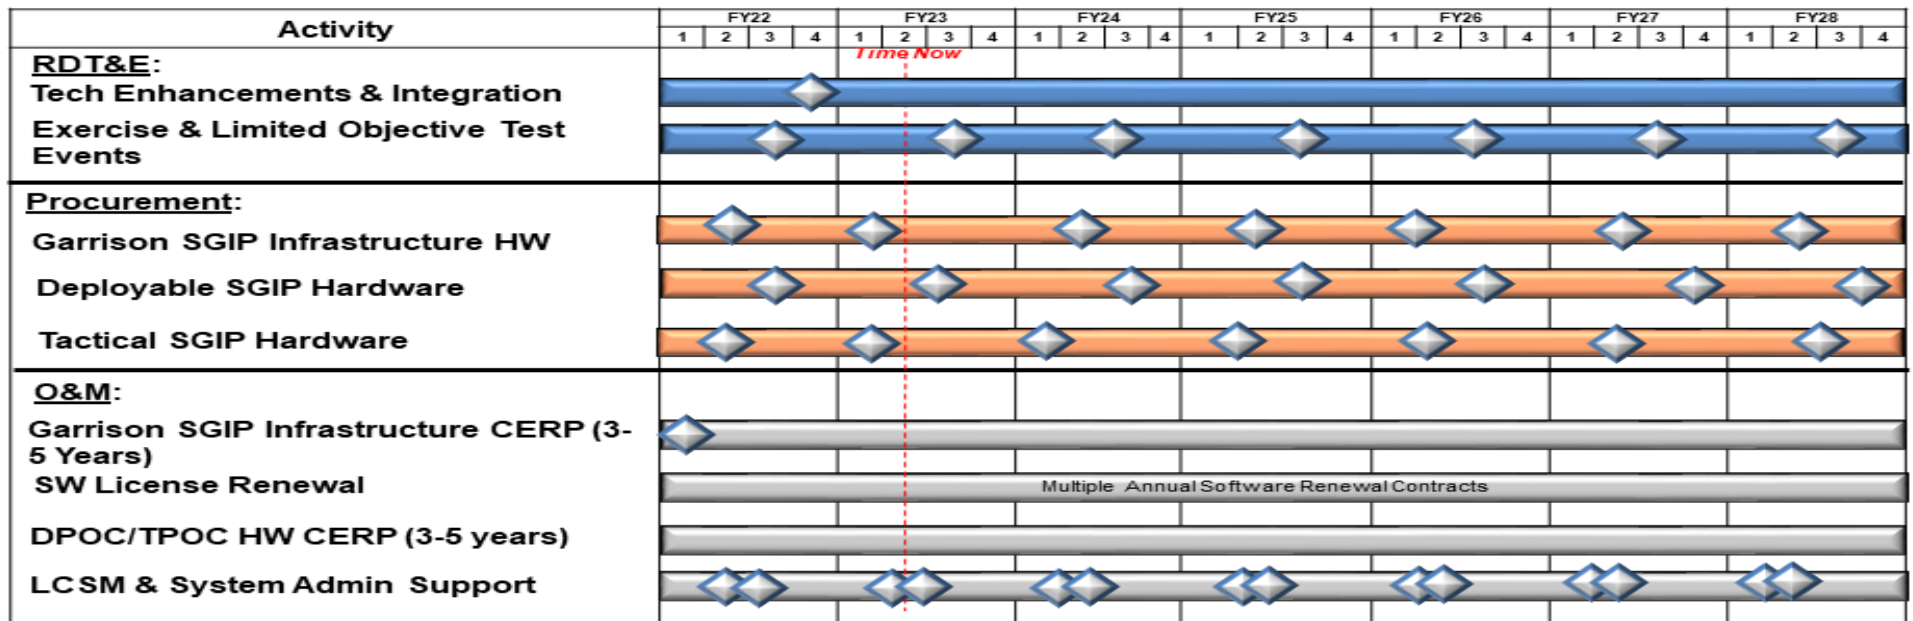 Activity
FY22 FY23 FY24 FY25 FY26 FY27 FY28
1 2 3 4 1 2 3 4 1 2 3 4 1 2 3 4 1 2 3 4 1 2 3 4 1 2 3 4
Time Now
RDT&E:
Tech Enhancements & Integration
Exercise & Limited Objective Test
Events
Procurement:
Garrison SGIP Infrastructure HW
Deployable SGIP Hardware
Tactical SGIP Hardware
O&M:
Garrison SGIP Infrastructure CERP (3-
5 Years)
SW License Renewal
Multiple Annual Software Renewal Contracts
DPOC/TPOC HW CERP (3-5 years)
LCSM & System Admin Support